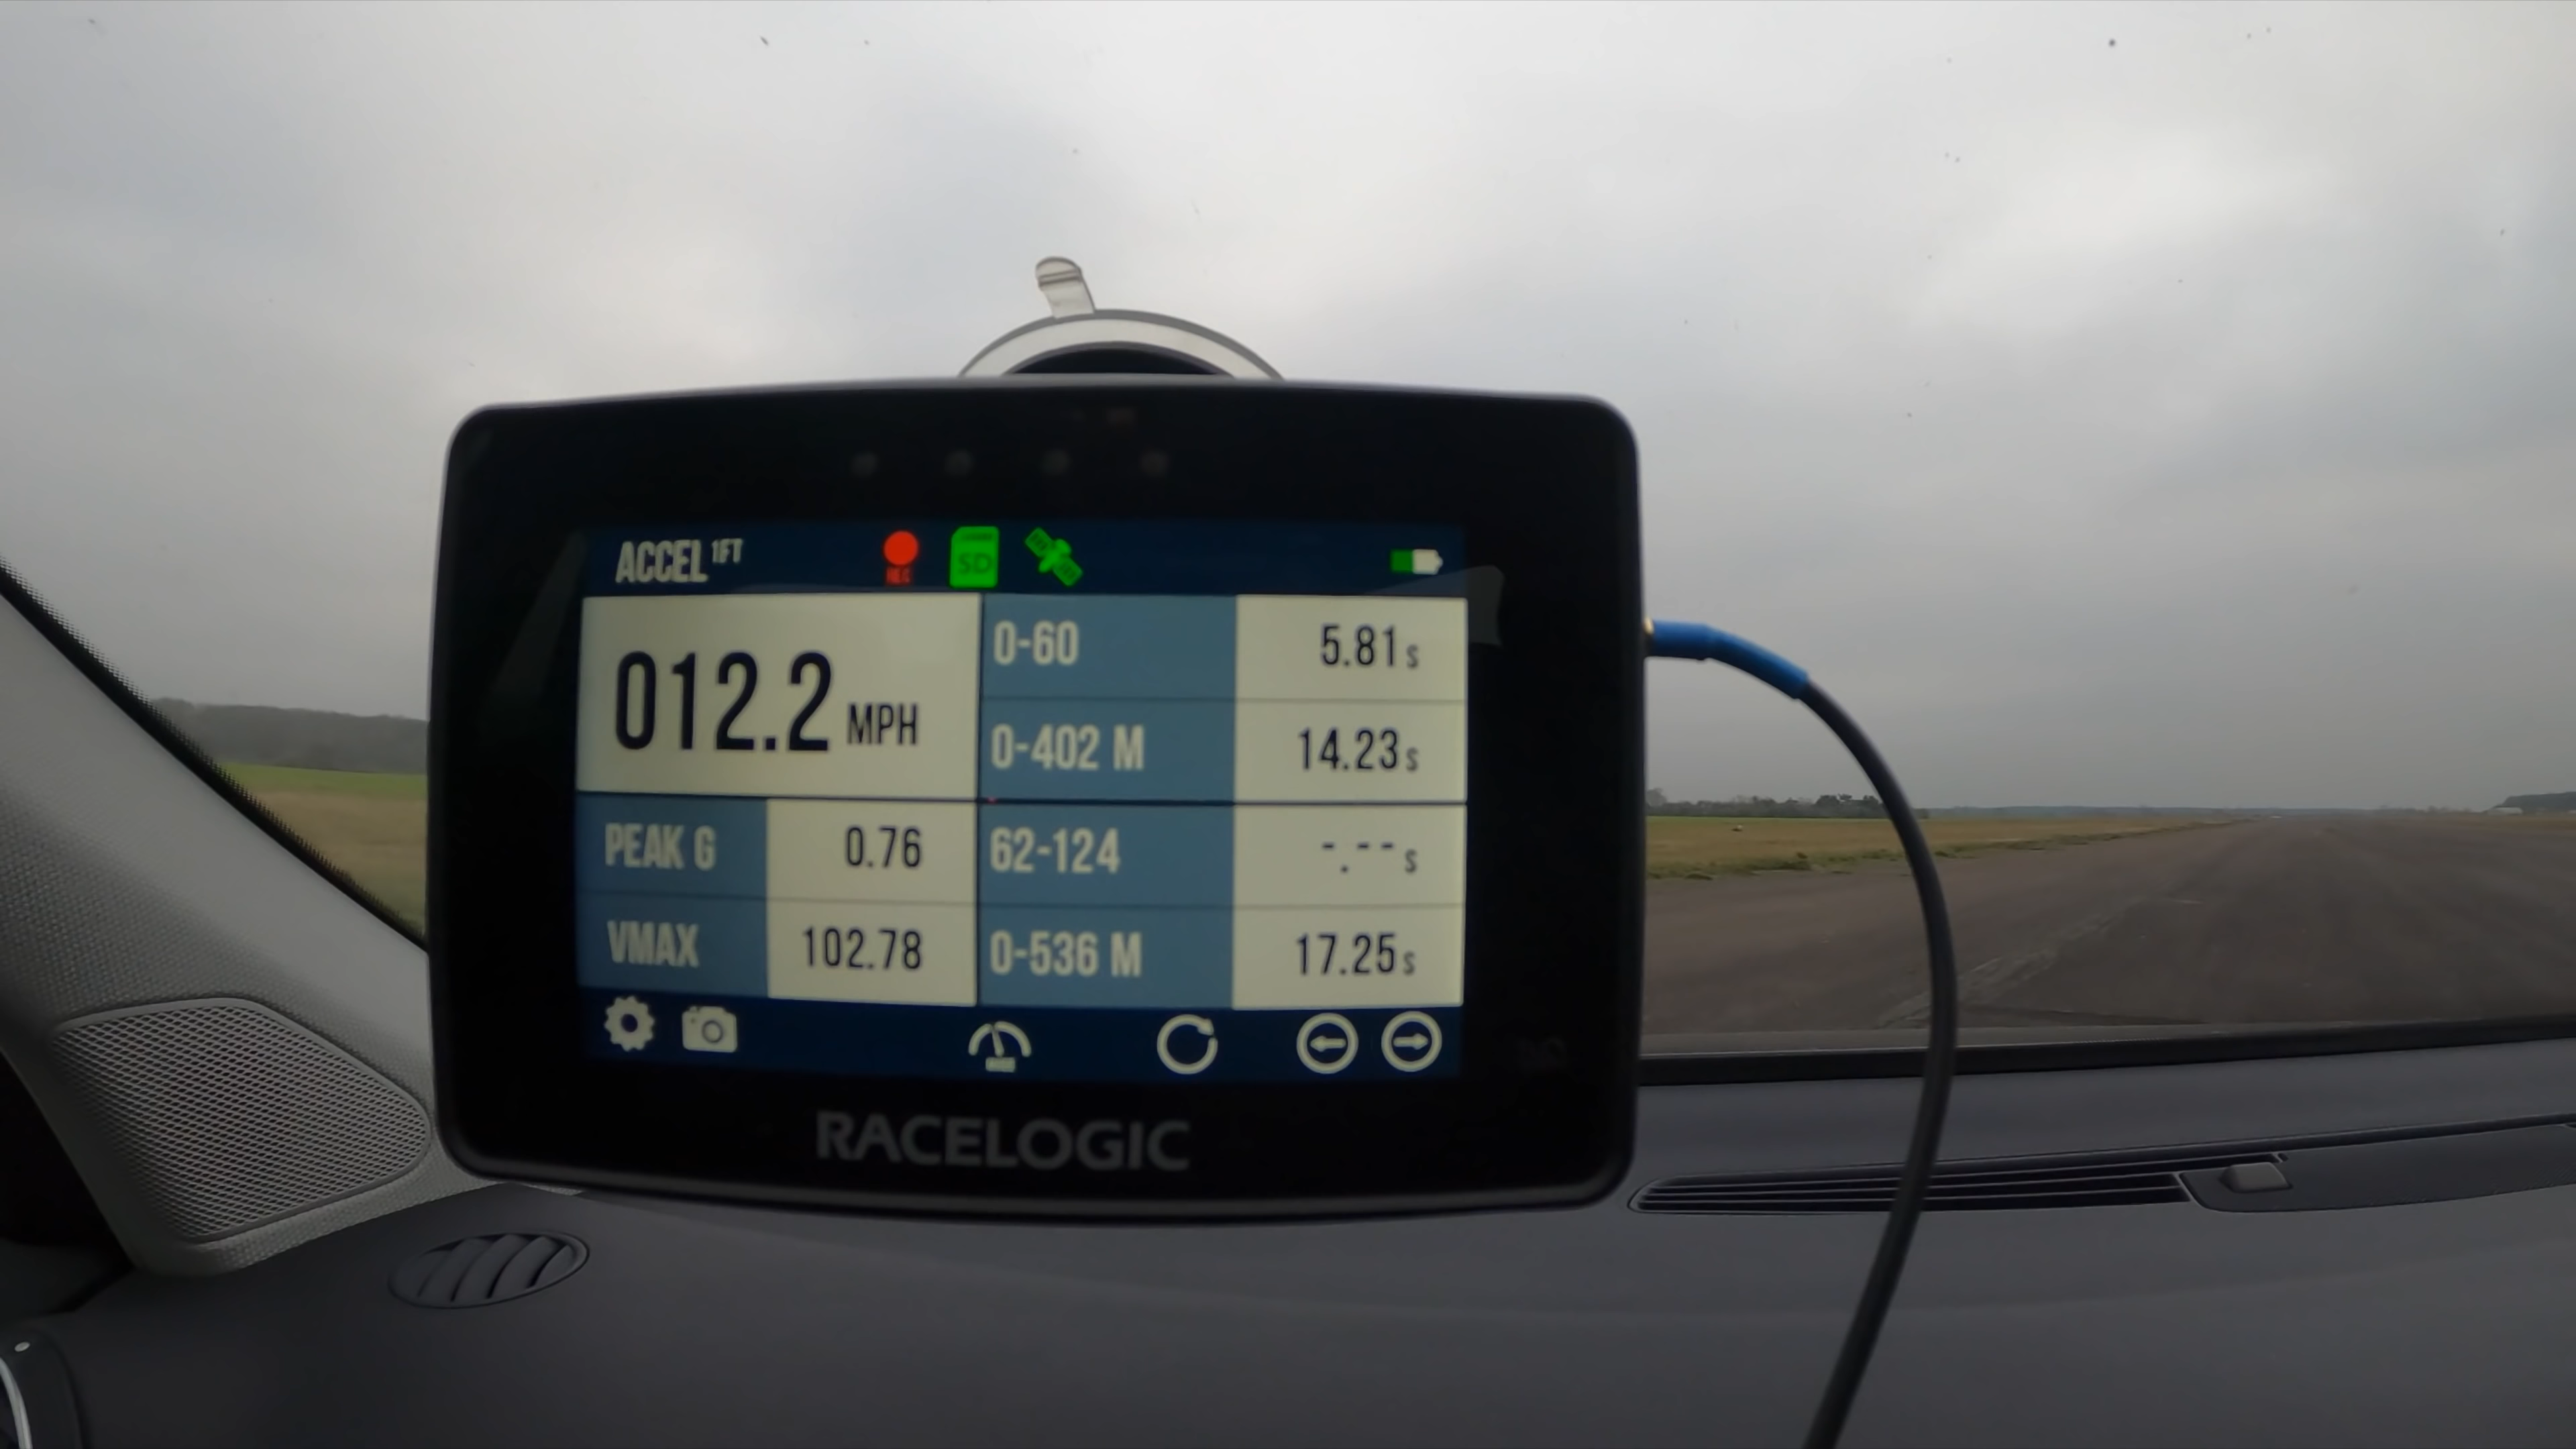 ACCEL 1FT
REC
SD
012.2 MPH
0-60 5.81 s
0-402 M 14.23 s
PEAK G 0.76
62-124 -.-- s
VMAX 102.78
0-536 M 17.25 s
RACELOGIC